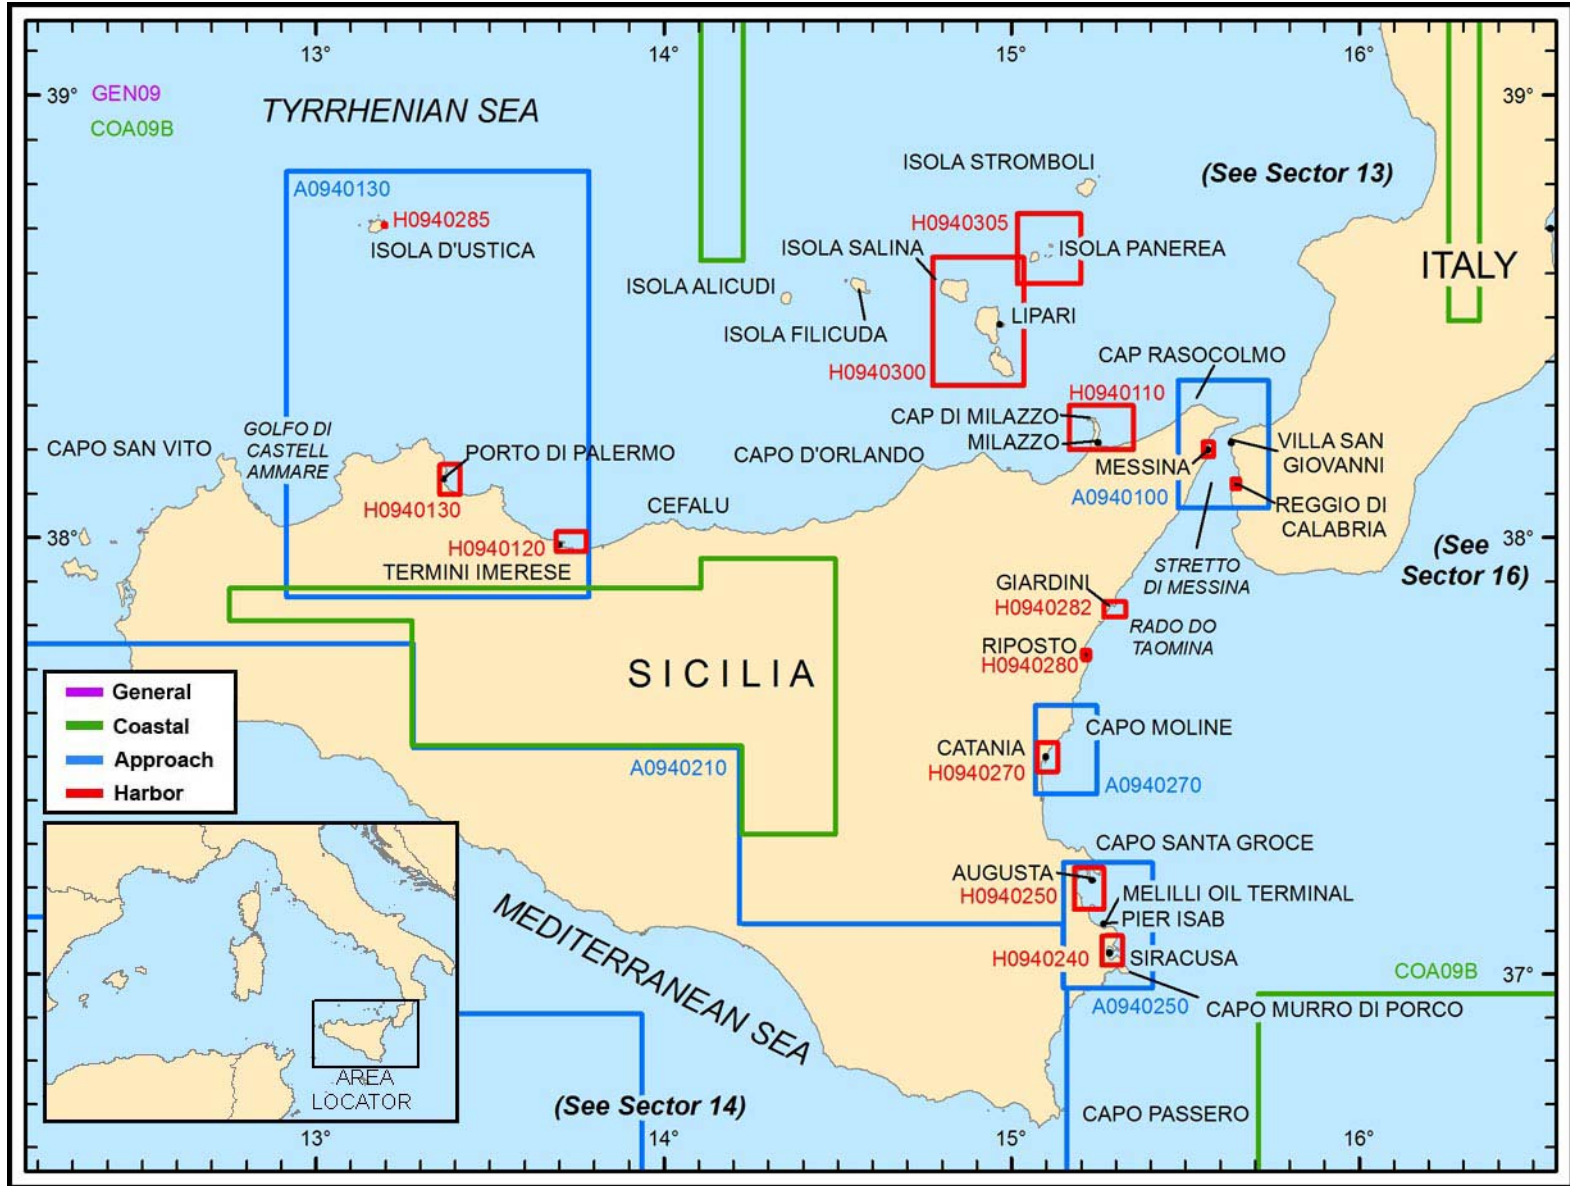 13°
14°
15°
16°
39°
GEN09
COA09B
TYRRHENIAN SEA
39°
ISOLA STROMBOLI
(See Sector 13)
A0940130
H0940285
ISOLA D'USTICA
H0940305
ISOLA SALINA
ISOLA PANEREA
ITALY
ISOLA ALICUDI
LIPARI
ISOLA FILICUDA
H0940300
CAP RASOCOLMO
H0940110
CAP DI MILAZZO
MILAZZO
CAPO SAN VITO
GOLFO DI
CASTELL
AMMARE
PORTO DI PALERMO
CAPO D'ORLANDO
MESSINA
VILLA SAN
GIOVANNI
A0940100
H0940130
CEFALU
REGGIO DI
CALABRIA
38°
H0940120
TERMINI IMERESE
38°
(See
Sector 16)
STRETTO
DI MESSINA
GIARDINI
H0940282
RADO DO
TAOMINA
RIPOSTO
H0940280
SICILIA
General
Coastal
Approach
Harbor
CAPO MOLINE
CATANIA
H0940270
A0940210
A0940270
CAPO SANTA GROCE
AUGUSTA
H0940250
MELILLI OIL TERMINAL
PIER ISAB
MEDITERRANEAN SEA
H0940240
SIRACUSA
COA09B
37°
A0940250
CAPO MURRO DI PORCO
AREA
LOCATOR
(See Sector 14)
CAPO PASSERO
13°
14°
15°
16°